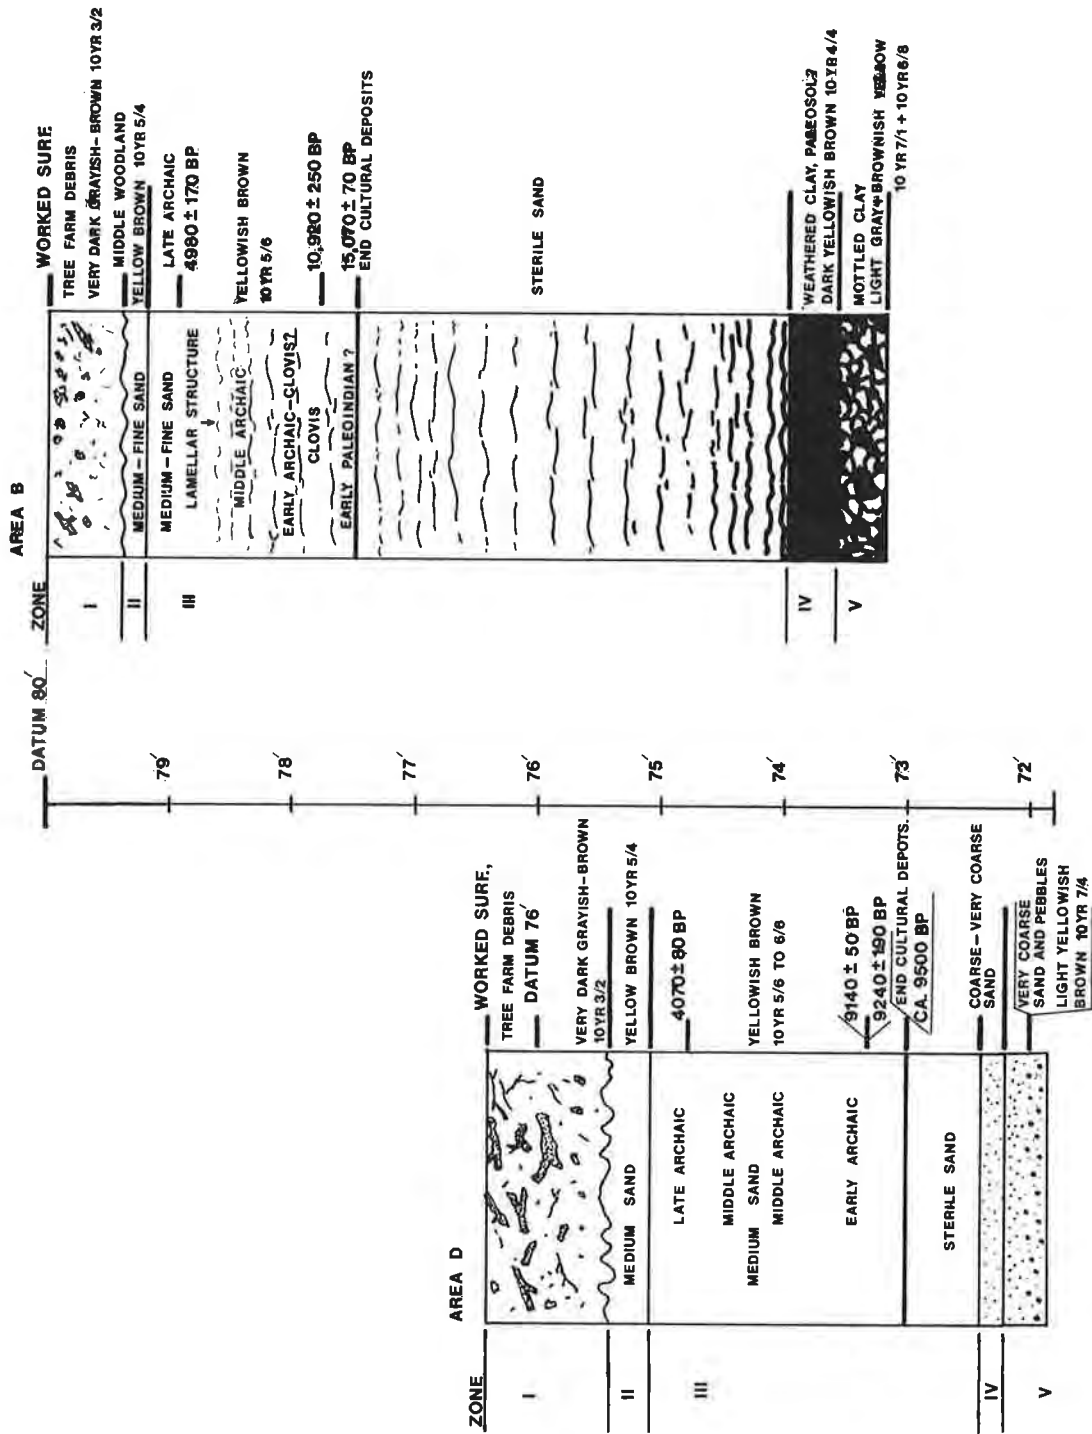 AREA B
ZONE
I
II
III
IV
V
MEDIUM-FINE SAND
MEDIUM-FINE SAND
LAMELLAR STRUCTURE
MIDDLE ARCHAIC
EARLY ARCHAIC-CLOVIS?
CLOVIS
EARLY PALEOINDIAN ?
WORKED SURF.
TREE FARM DEBRIS
VERY DARK GRAYISH-BROWN 10YR 3/2
MIDDLE WOODLAND
YELLOW BROWN 10YR 5/4
LATE ARCHAIC
4980± 170 BP
YELLOWISH BROWN
10YR 5/6
10,920± 250 BP
15,070± 70 BP
END CULTURAL DEPOSITS
STERILE SAND
WEATHERED CLAY, PALEOSOL?
DARK YELLOWISH BROWN 10YR 4/4
MOTTLED CLAY
LIGHT GRAY+BROWNISH YELLOW
10 YR 7/1 + 10YR 6/8
DATUM 80'
79'
78'
77'
76'
75'
74'
73'
72'
AREA D
ZONE
I
II
III
IV
V
MEDIUM SAND
LATE ARCHAIC
MIDDLE ARCHAIC
MEDIUM SAND
MIDDLE ARCHAIC
EARLY ARCHAIC
STERILE SAND
WORKED SURF.,
TREE FARM DEBRIS
DATUM 76'
VERY DARK GRAYISH-BROWN
10YR 3/2
YELLOW BROWN 10YR 5/4
4070± 80 BP
YELLOWISH BROWN
10YR 5/6 TO 6/8
9140± 50 BP
9240±190 BP
END CULTURAL DEPOTS.
CA. 9500 BP
COARSE-VERY COARSE
SAND
VERY COARSE
SAND AND PEBBLES
LIGHT YELLOWISH
BROWN 10YR 7/4